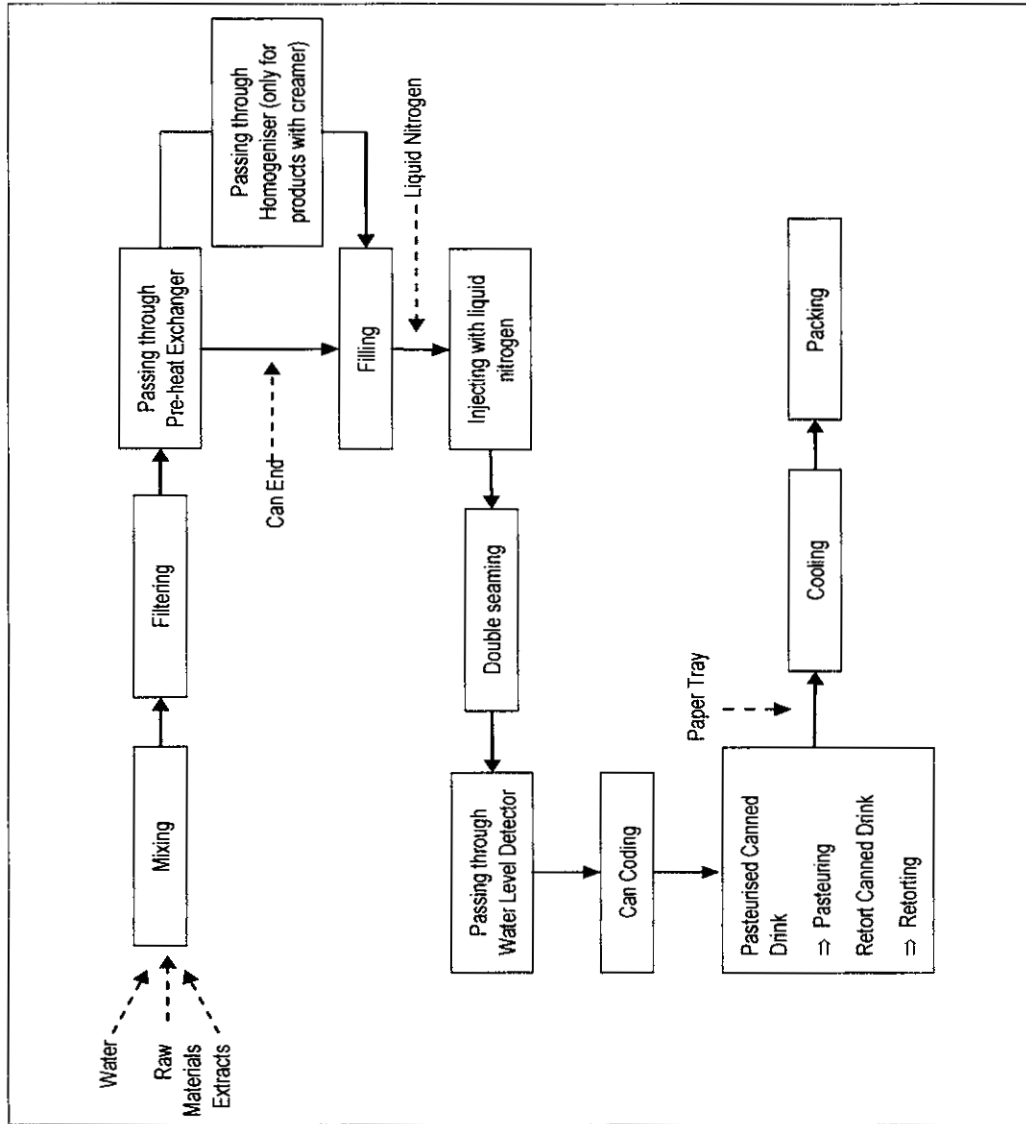 Water
Raw
Materials
Extracts
Mixing
Filtering
Passing through
Pre-heat Exchanger
Passing through
Homogeniser (only for
products with creamer)
Can End
Filling
Liquid Nitrogen
Injecting with liquid
nitrogen
Double seaming
Passing through
Water Level Detector
Can Coding
Pasteurised Canned
Drink
⇒ Pasteuring
Retort Canned Drink
⇒ Retorting
Paper Tray
Cooling
Packing